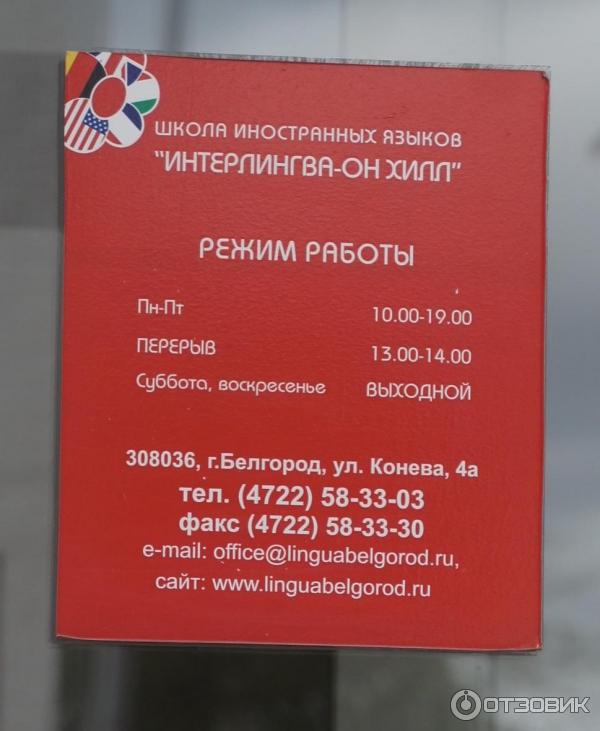 ШКОЛА ИНОСТРАННЫХ ЯЗЫКОВ
"ИНТЕРЛИНГВА-ОН ХИЛЛ"
РЕЖИМ РАБОТЫ
Пн-Пт 10.00-19.00
ПЕРЕРЫВ 13.00-14.00
Суббота, воскресенье ВЫХОДНОЙ
308036, г.Белгород, ул. Конева, 4а
тел. (4722) 58-33-03
факс (4722) 58-33-30
e-mail: office@linguabelgorod.ru,
сайт: www.linguabelgorod.ru
ОТЗОВИК